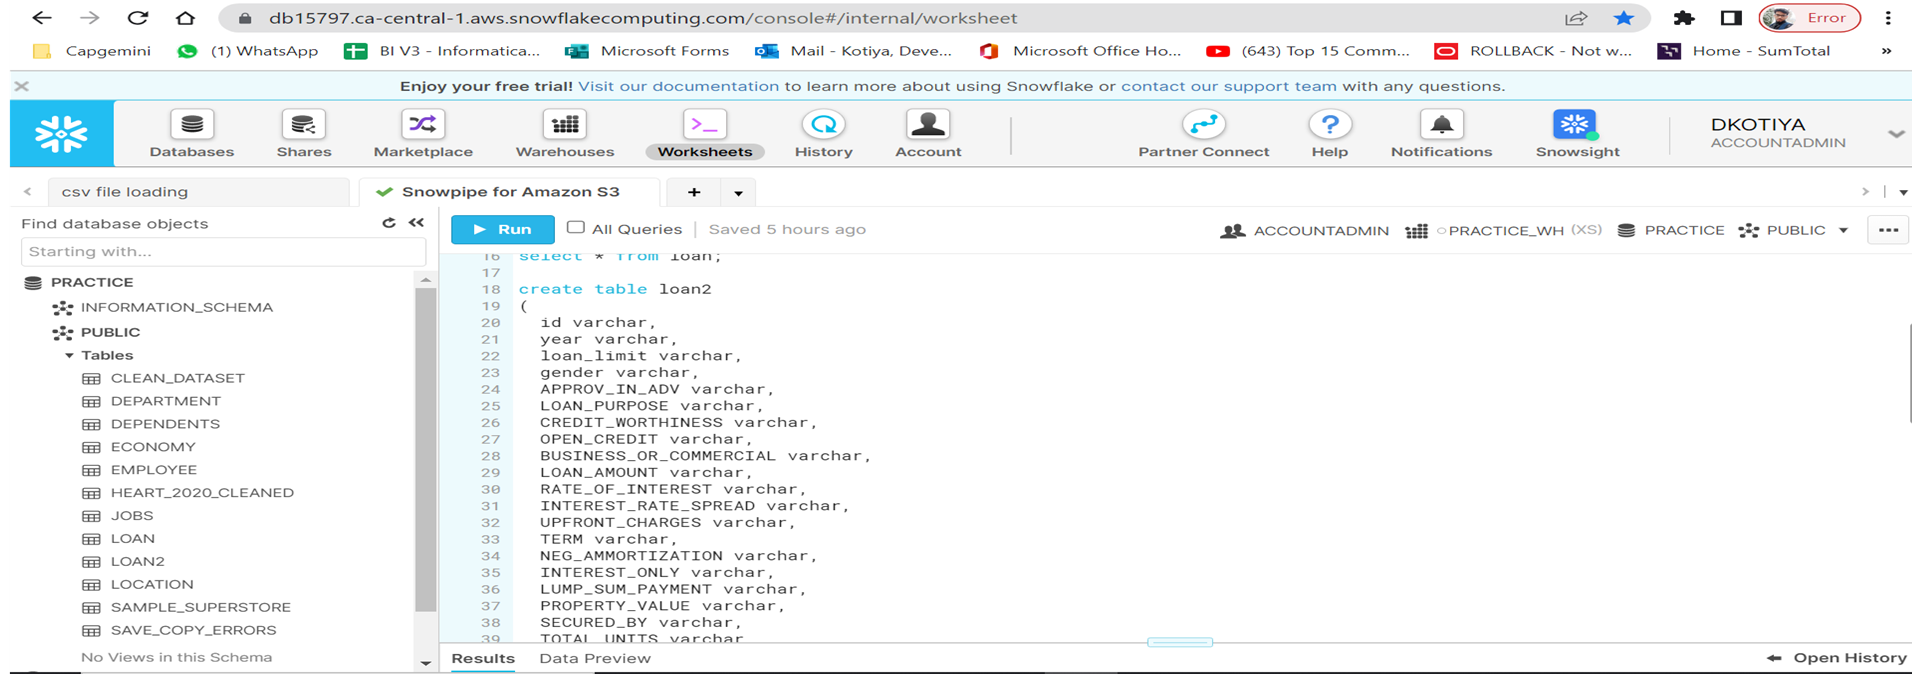 db15797.ca-central-1.aws.snowflakecomputing.com/console#/internal/worksheet Error
Capgemini (1) WhatsApp BI V3 - Informatica... Microsoft Forms Mail - Kotiya, Deve... Microsoft Office Ho... (643) Top 15 Comm... ROLLBACK - Not w... Home - SumTotal »
Enjoy your free trial! Visit our documentation to learn more about using Snowflake or contact our support team with any questions.
Databases Shares Marketplace Warehouses Worksheets History Account Partner Connect Help Notifications Snowsight
DKOTIYA
ACCOUNTADMIN
csv file loading Snowpipe for Amazon S3 +
Find database objects
Starting with...
PRACTICE
INFORMATION_SCHEMA
PUBLIC
Tables
CLEAN_DATASET
DEPARTMENT
DEPENDENTS
ECONOMY
EMPLOYEE
HEART_2020_CLEANED
JOBS
LOAN
LOAN2
LOCATION
SAMPLE_SUPERSTORE
SAVE_COPY_ERRORS
No Views in this Schema
Run All Queries Saved 5 hours ago ACCOUNTADMIN PRACTICE_WH (XS) PRACTICE PUBLIC ...
16 select * from loan;
17
18 create table loan2
19 (
20 id varchar,
21 year varchar,
22 loan_limit varchar,
23 gender varchar,
24 APPROV_IN_ADV varchar,
25 LOAN_PURPOSE varchar,
26 CREDIT_WORTHINESS varchar,
27 OPEN_CREDIT varchar,
28 BUSINESS_OR_COMMERCIAL varchar,
29 LOAN_AMOUNT varchar,
30 RATE_OF_INTEREST varchar,
31 INTEREST_RATE_SPREAD varchar,
32 UPFRONT_CHARGES varchar,
33 TERM varchar,
34 NEG_AMMORTIZATION varchar,
35 INTEREST_ONLY varchar,
36 LUMP_SUM_PAYMENT varchar,
37 PROPERTY_VALUE varchar,
38 SECURED_BY varchar,
39 TOTAL_UNITS varchar
Results Data Preview Open History